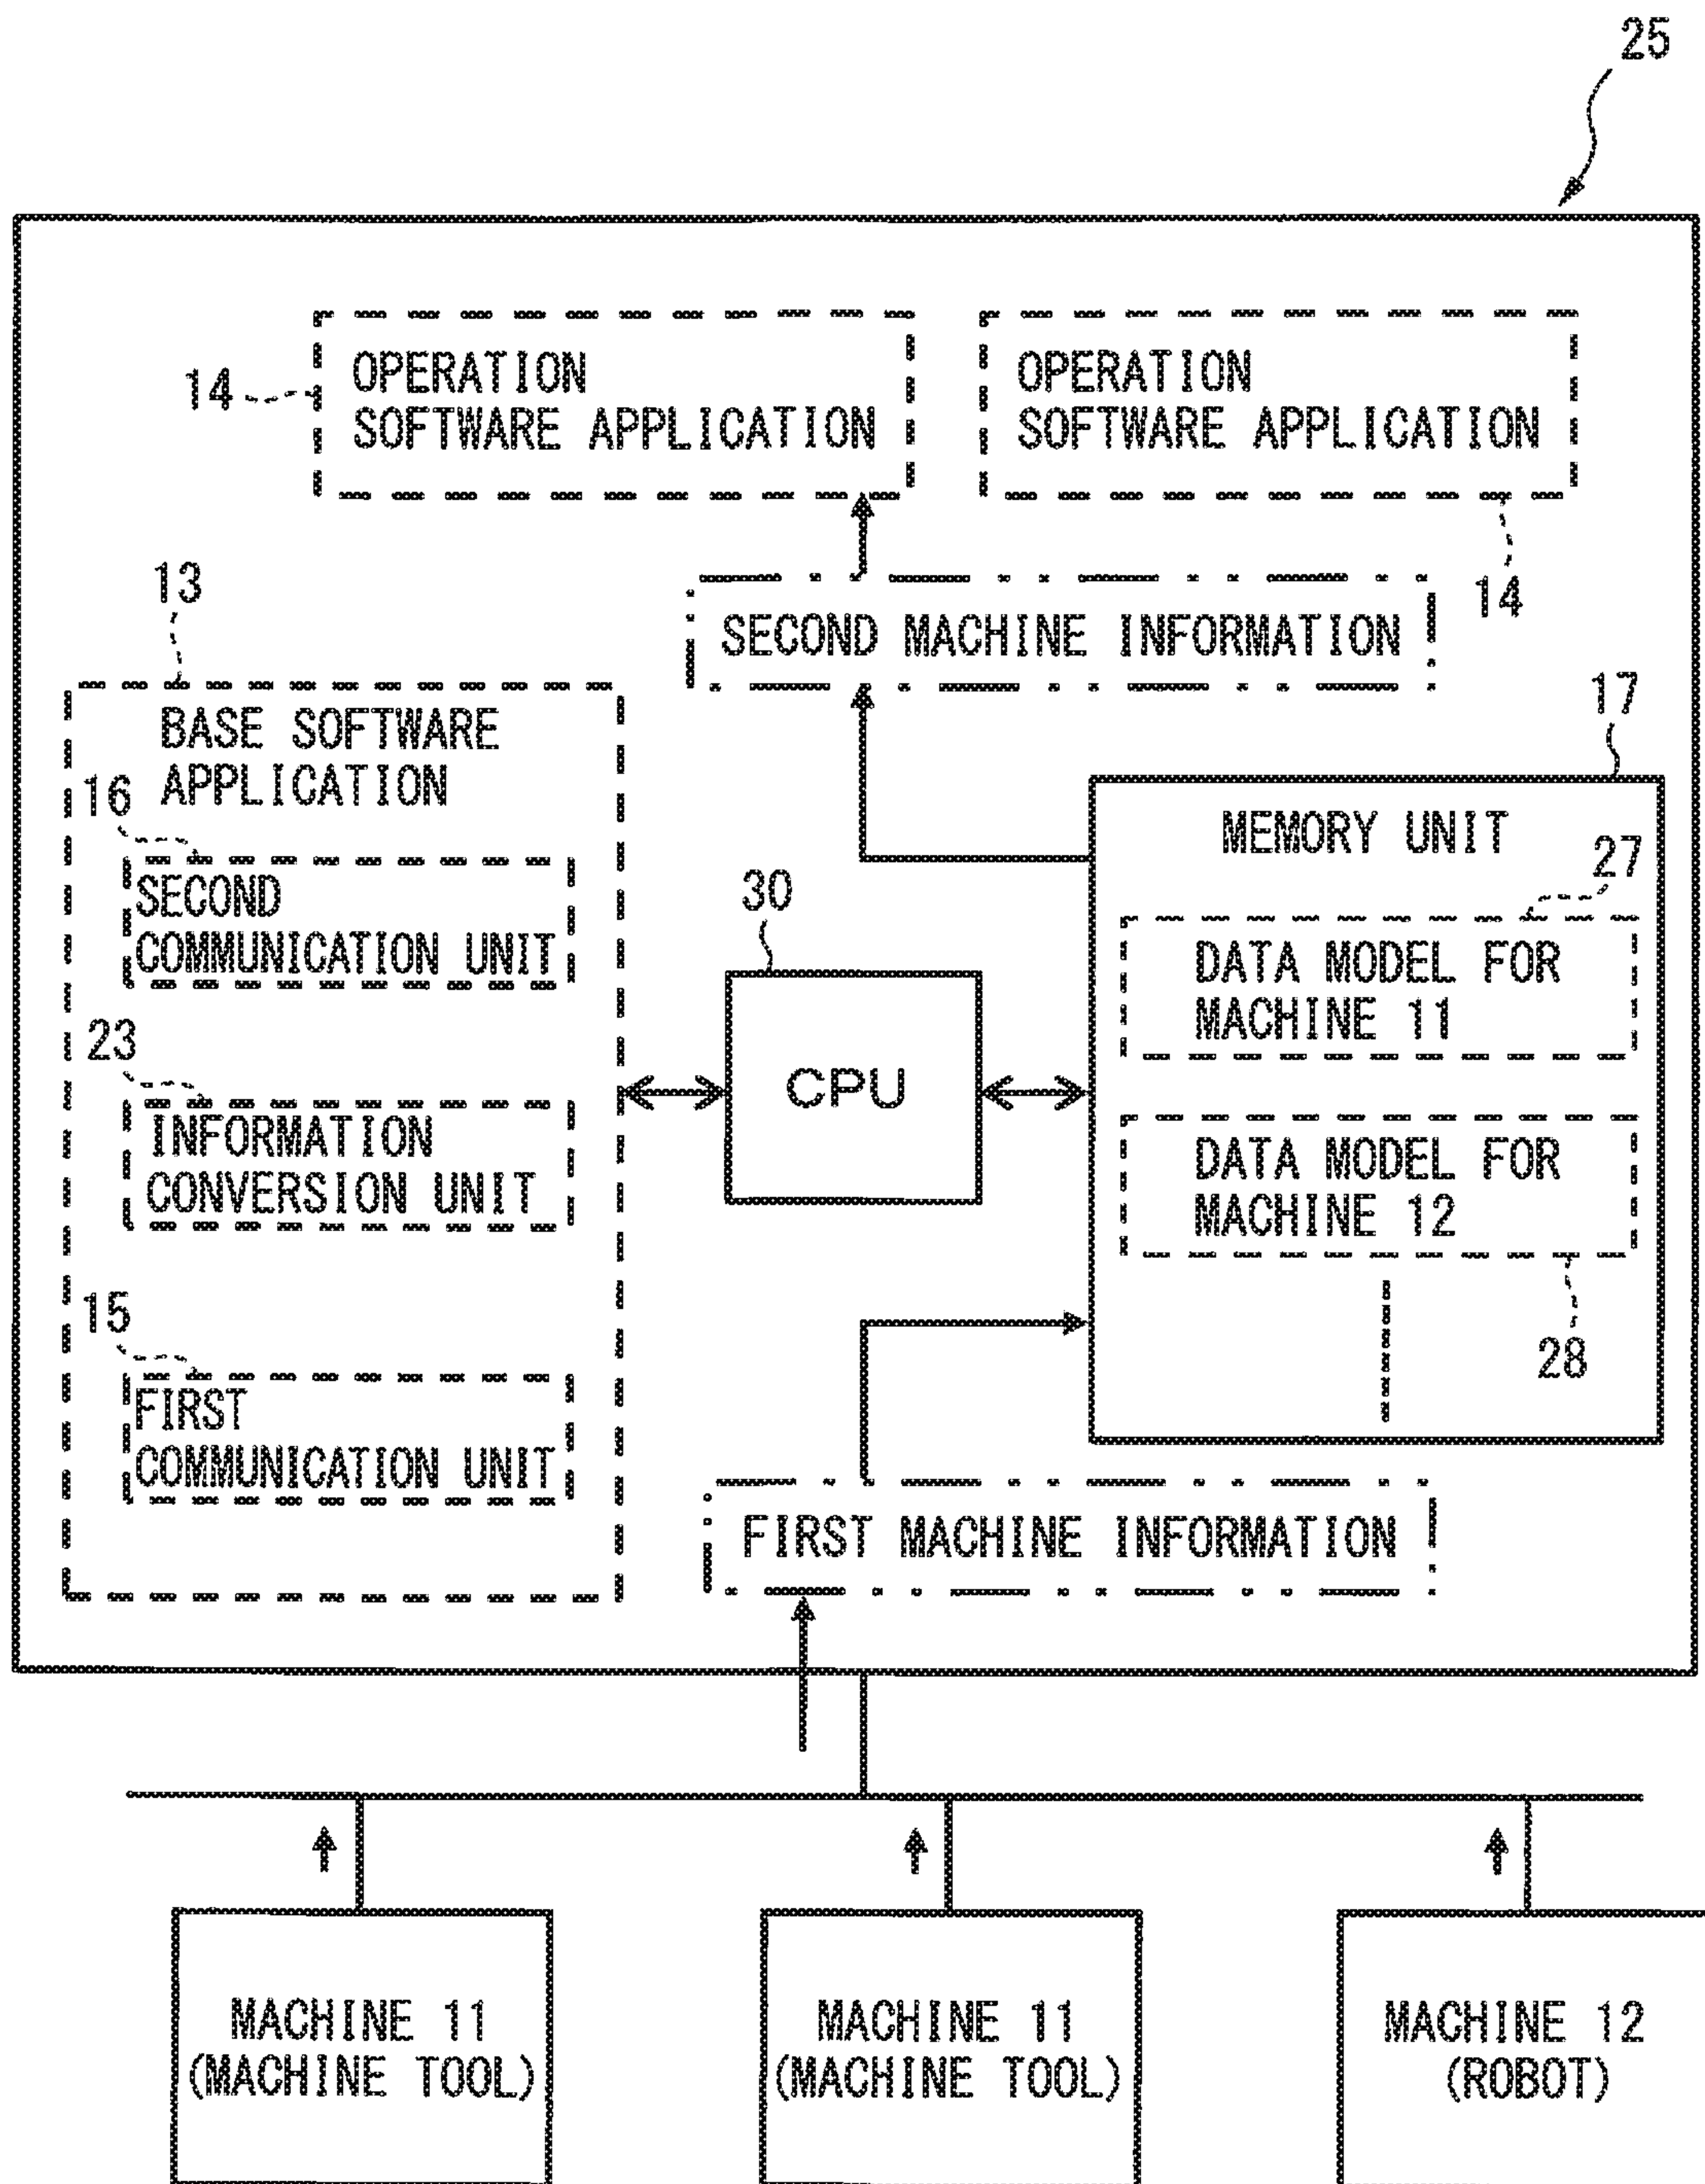 25
14
OPERATION
SOFTWARE APPLICATION
OPERATION
SOFTWARE APPLICATION
14
13
SECOND MACHINE INFORMATION
17
BASE SOFTWARE
APPLICATION
16
SECOND
COMMUNICATION UNIT
23
INFORMATION
CONVERSION UNIT
15
FIRST
COMMUNICATION UNIT
30
CPU
MEMORY UNIT
27
DATA MODEL FOR
MACHINE 11
DATA MODEL FOR
MACHINE 12
28
FIRST MACHINE INFORMATION
MACHINE 11
(MACHINE TOOL)
MACHINE 11
(MACHINE TOOL)
MACHINE 12
(ROBOT)